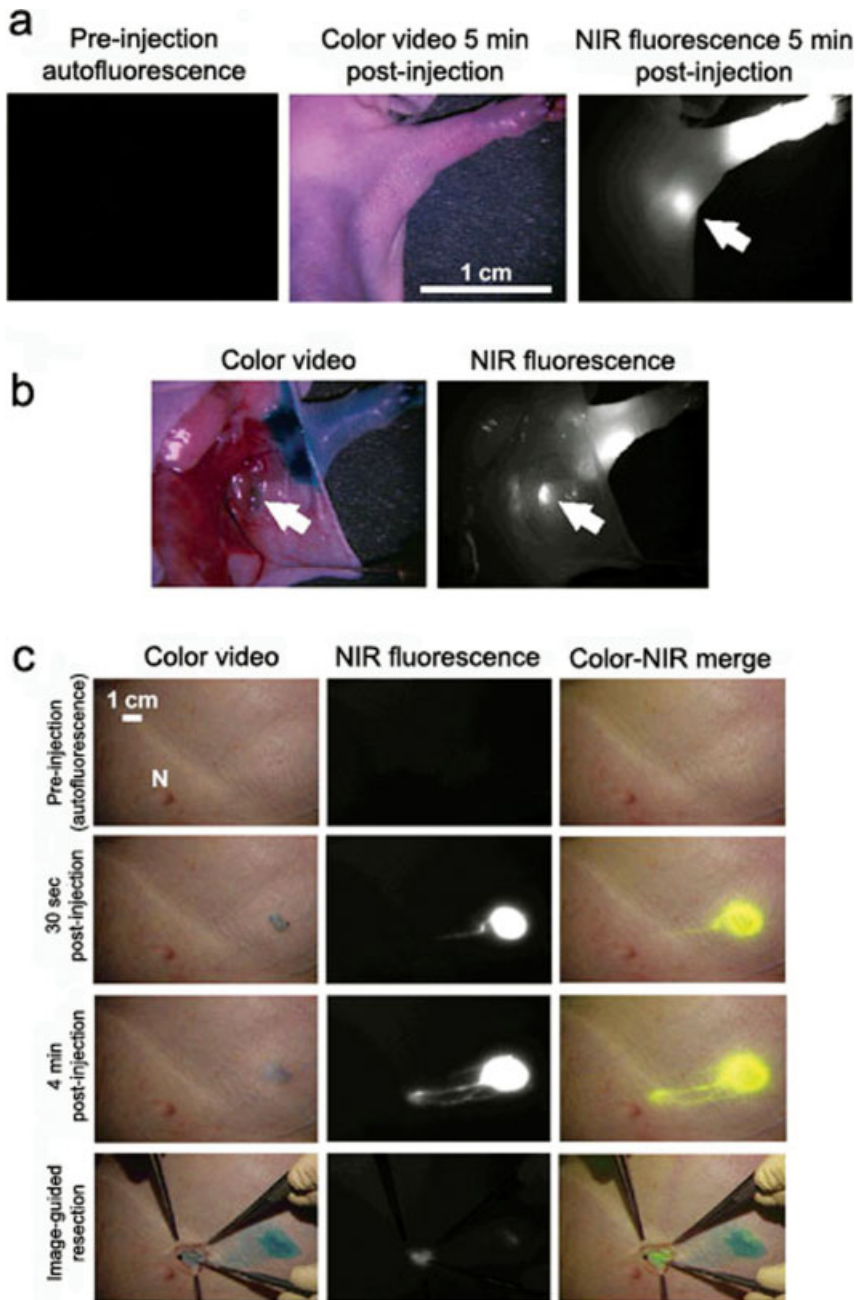 a
Pre-injection
autofluorescence
Color video 5 min
post-injection
NIR fluorescence 5 min
post-injection
1 cm
b
Color video
NIR fluorescence
c
Color video
NIR fluorescence
Color-NIR merge
Pre-injection
(autofluorescence)
1 cm
N
30 sec
post-injection
4 min
post-injection
Image-guided
resection